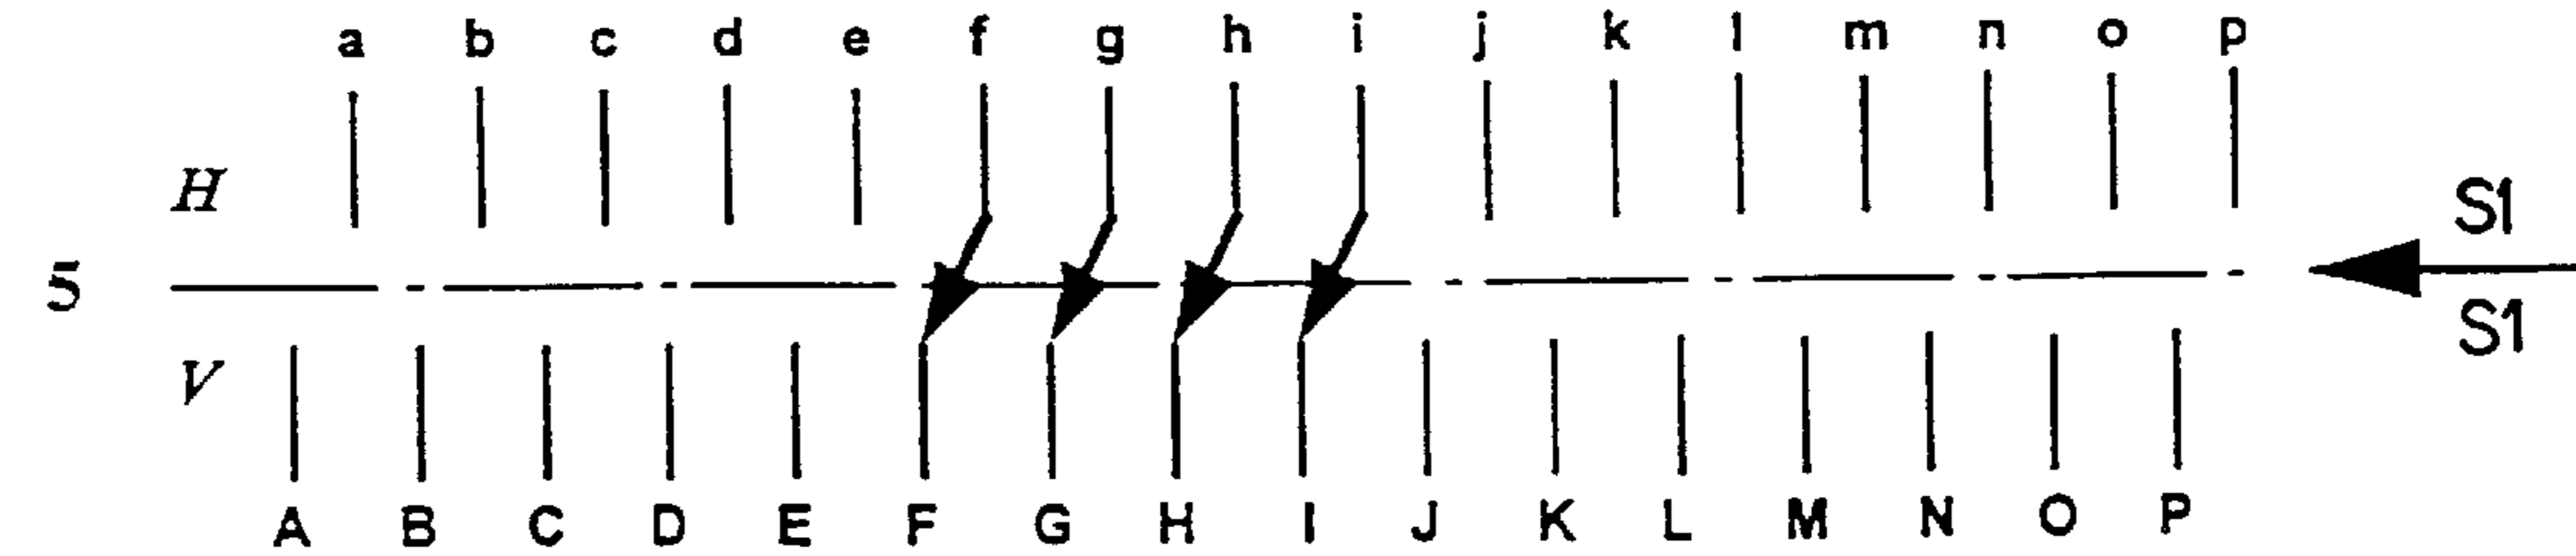 a b c d e f g h i j k l m n o p
H
S1
5
S1
V
A B C D E F G H I J K L M N O P